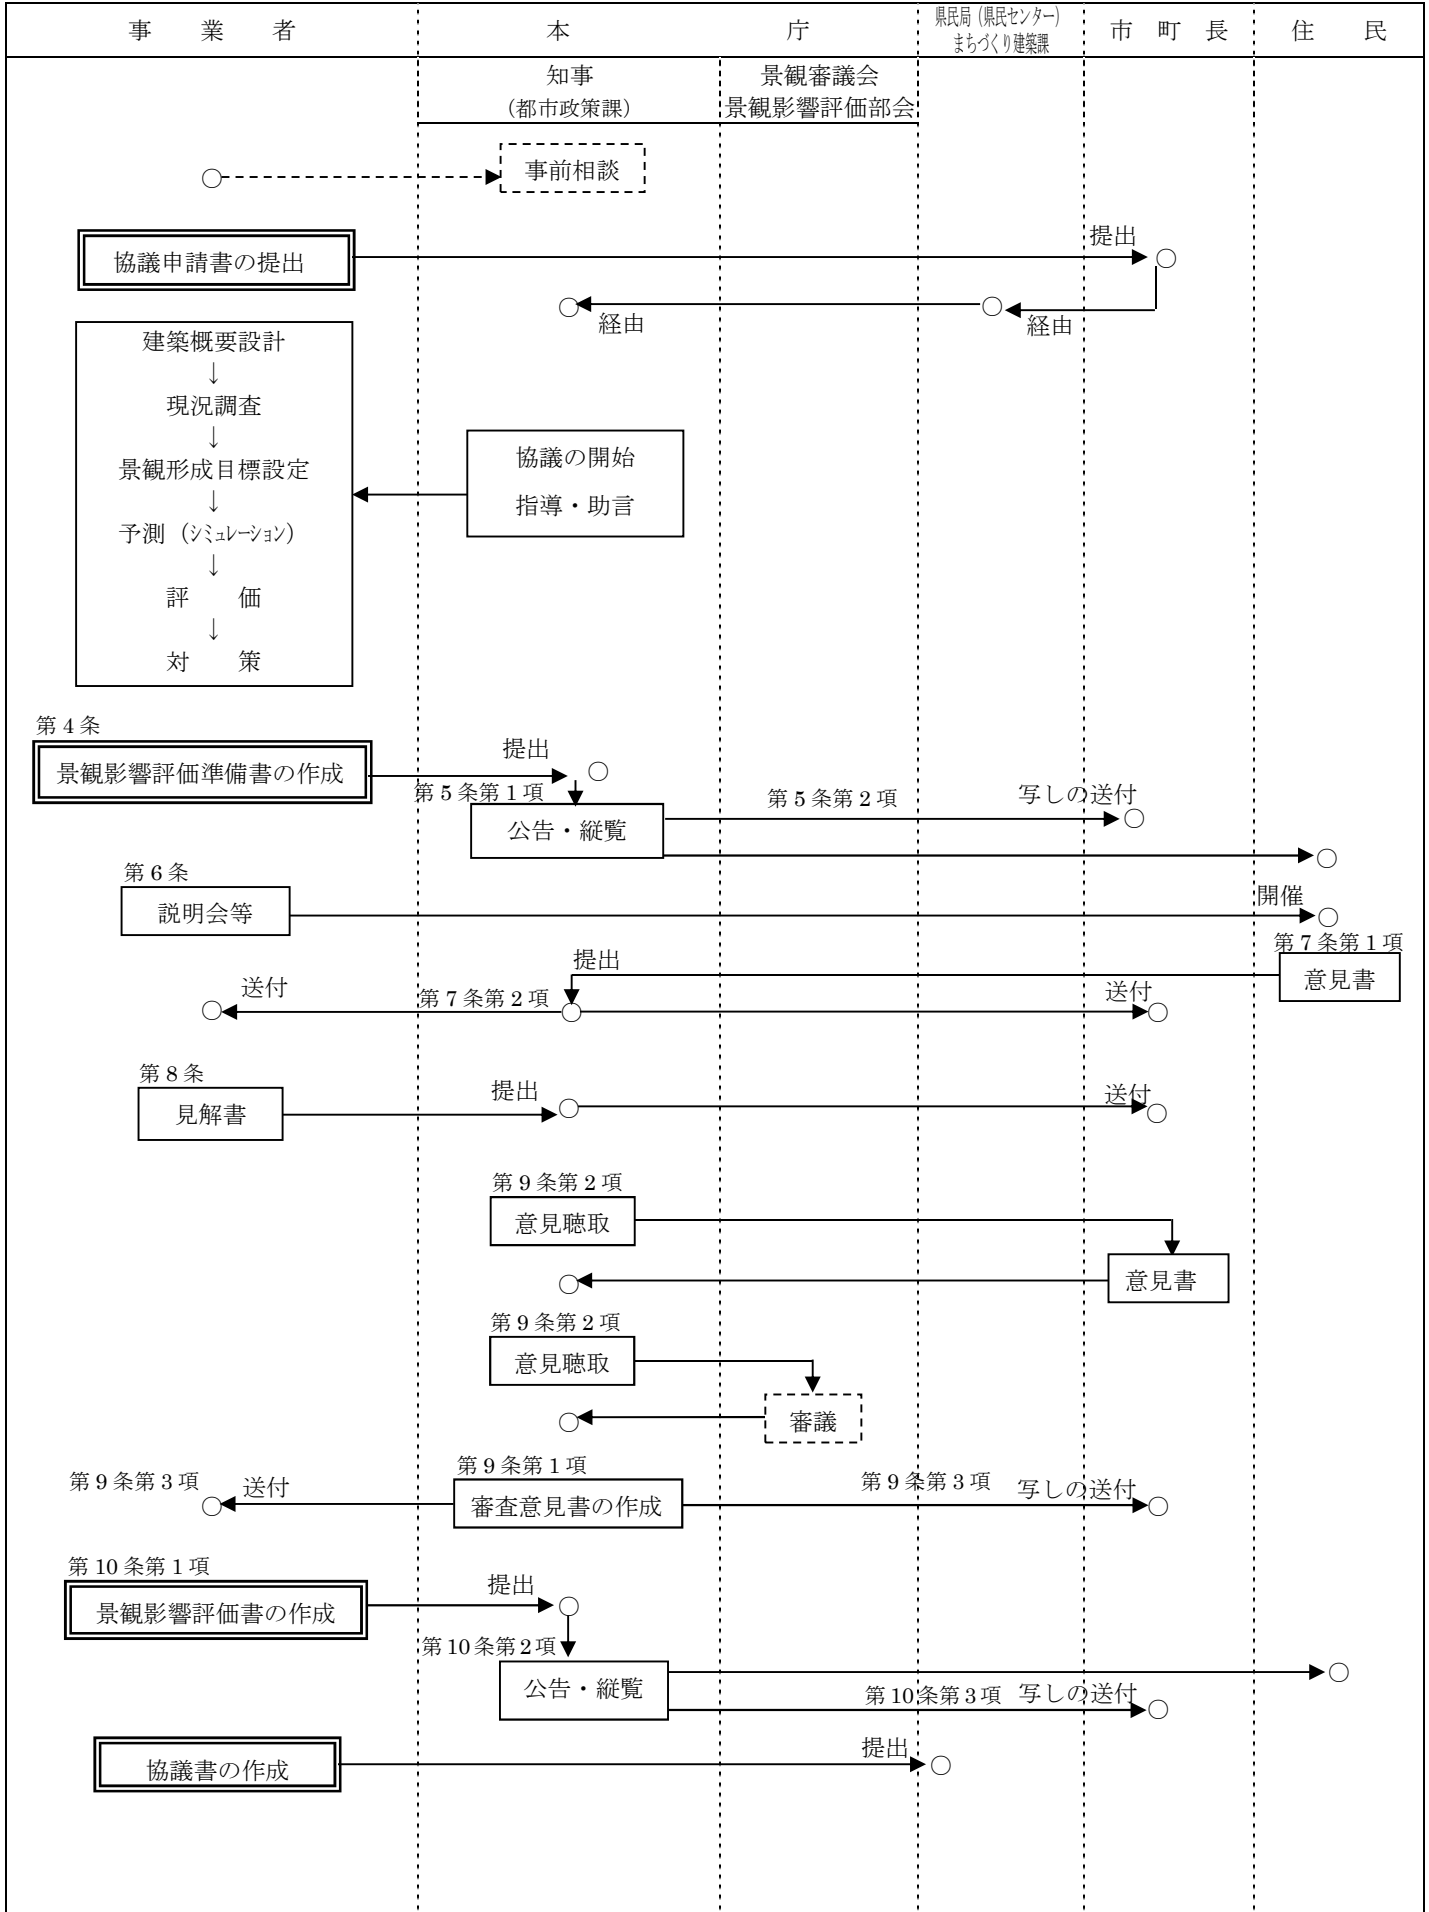 事　業　者
本　庁
県民局（県民センター）
まちづくり建築課
市　町　長
住　民
知事
（都市政策課）
景観審議会
景観影響評価部会
事前相談
提出
協議申請書の提出
経由
経由
建築概要設計
↓
現況調査
↓
景観形成目標設定
↓
予測（シミュレーション）
↓
評　価
↓
対　策
協議の開始
指導・助言
第4条
提出
景観影響評価準備書の作成
第5条第1項
第5条第2項
写しの送付
公告・縦覧
第6条
開催
説明会等
第7条第1項
提出
意見書
送付
第7条第2項
送付
第8条
提出
送付
見解書
第9条第2項
意見聴取
意見書
第9条第2項
意見聴取
審議
第9条第1項
第9条第3項
送付
第9条第3項
写しの送付
審査意見書の作成
第10条第1項
提出
景観影響評価書の作成
第10条第2項
公告・縦覧
第10条第3項
写しの送付
提出
協議書の作成